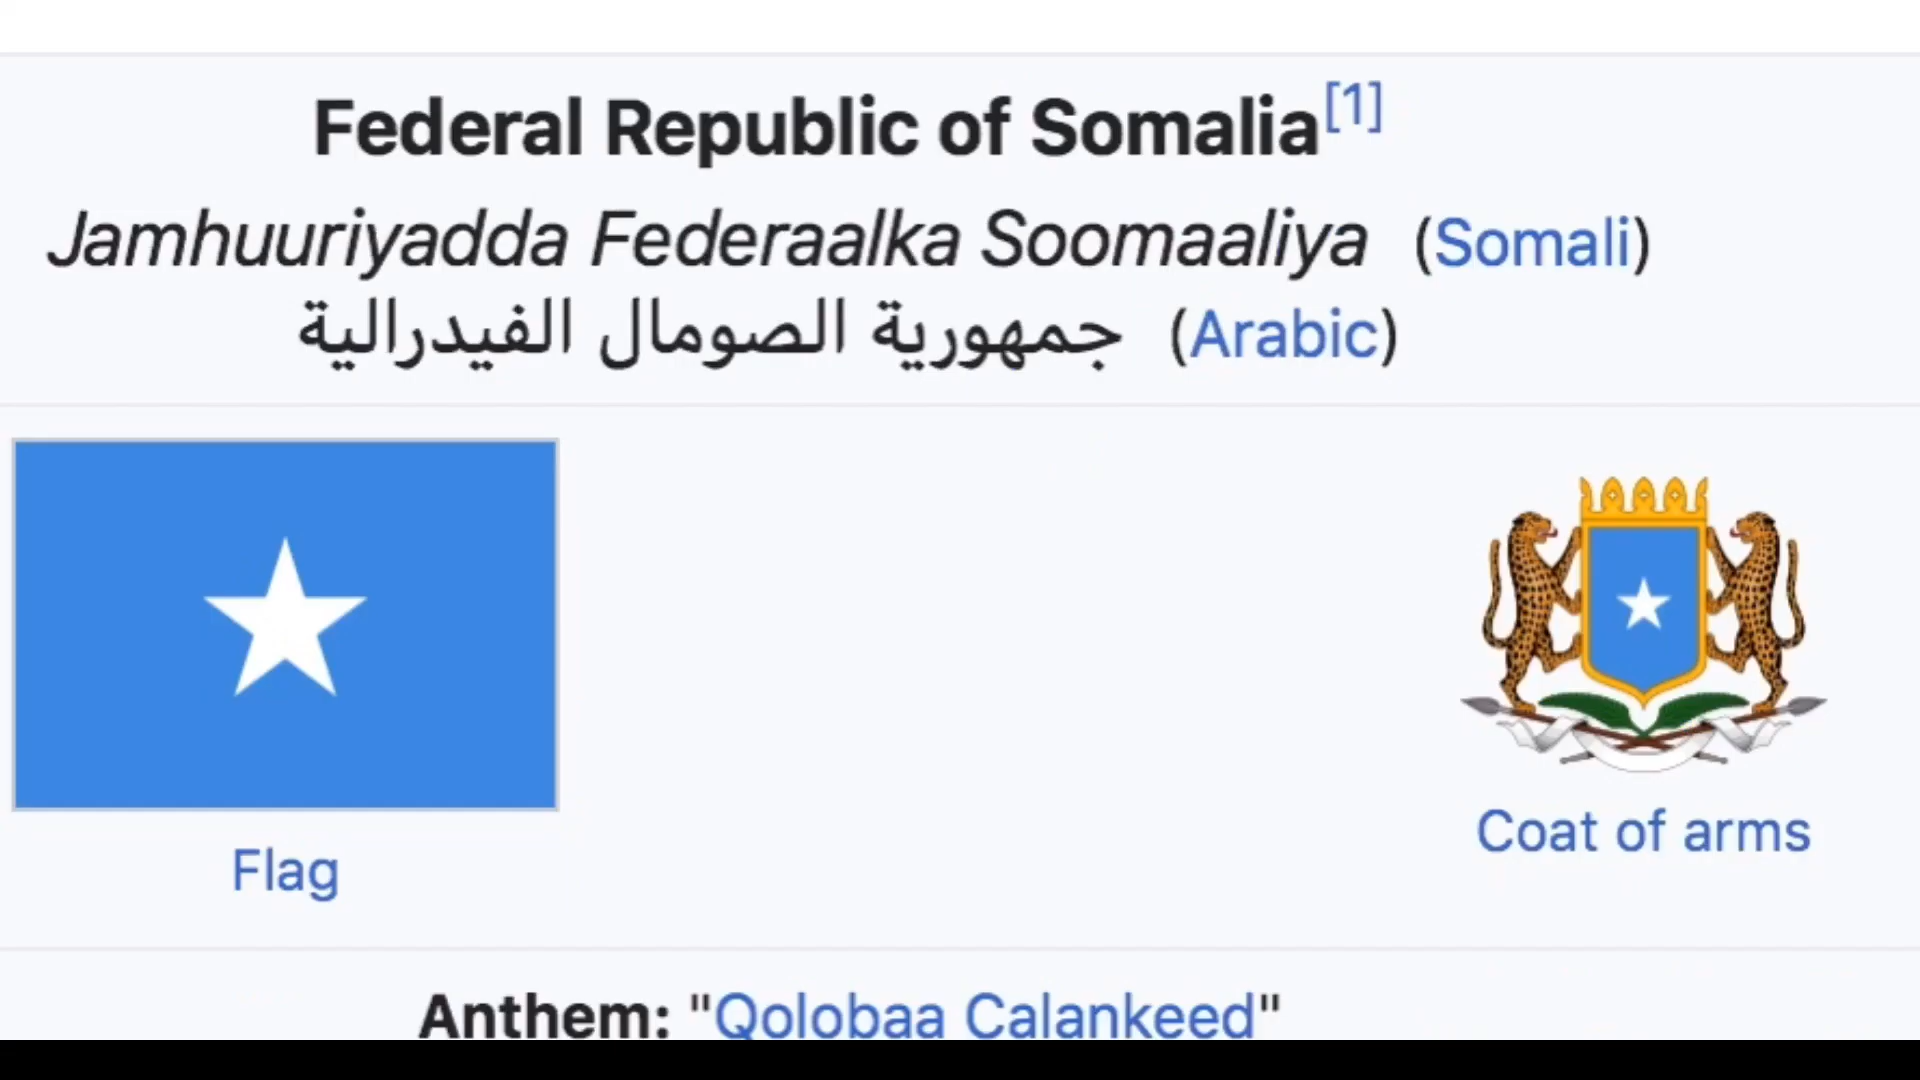 Federal Republic of Somalia[1]
Jamhuuriyadda Federaalka Soomaaliya (Somali)
جمهورية الصومال الفيدرالية (Arabic)
Flag
Coat of arms
Anthem: "Qolobaa Calankeed"